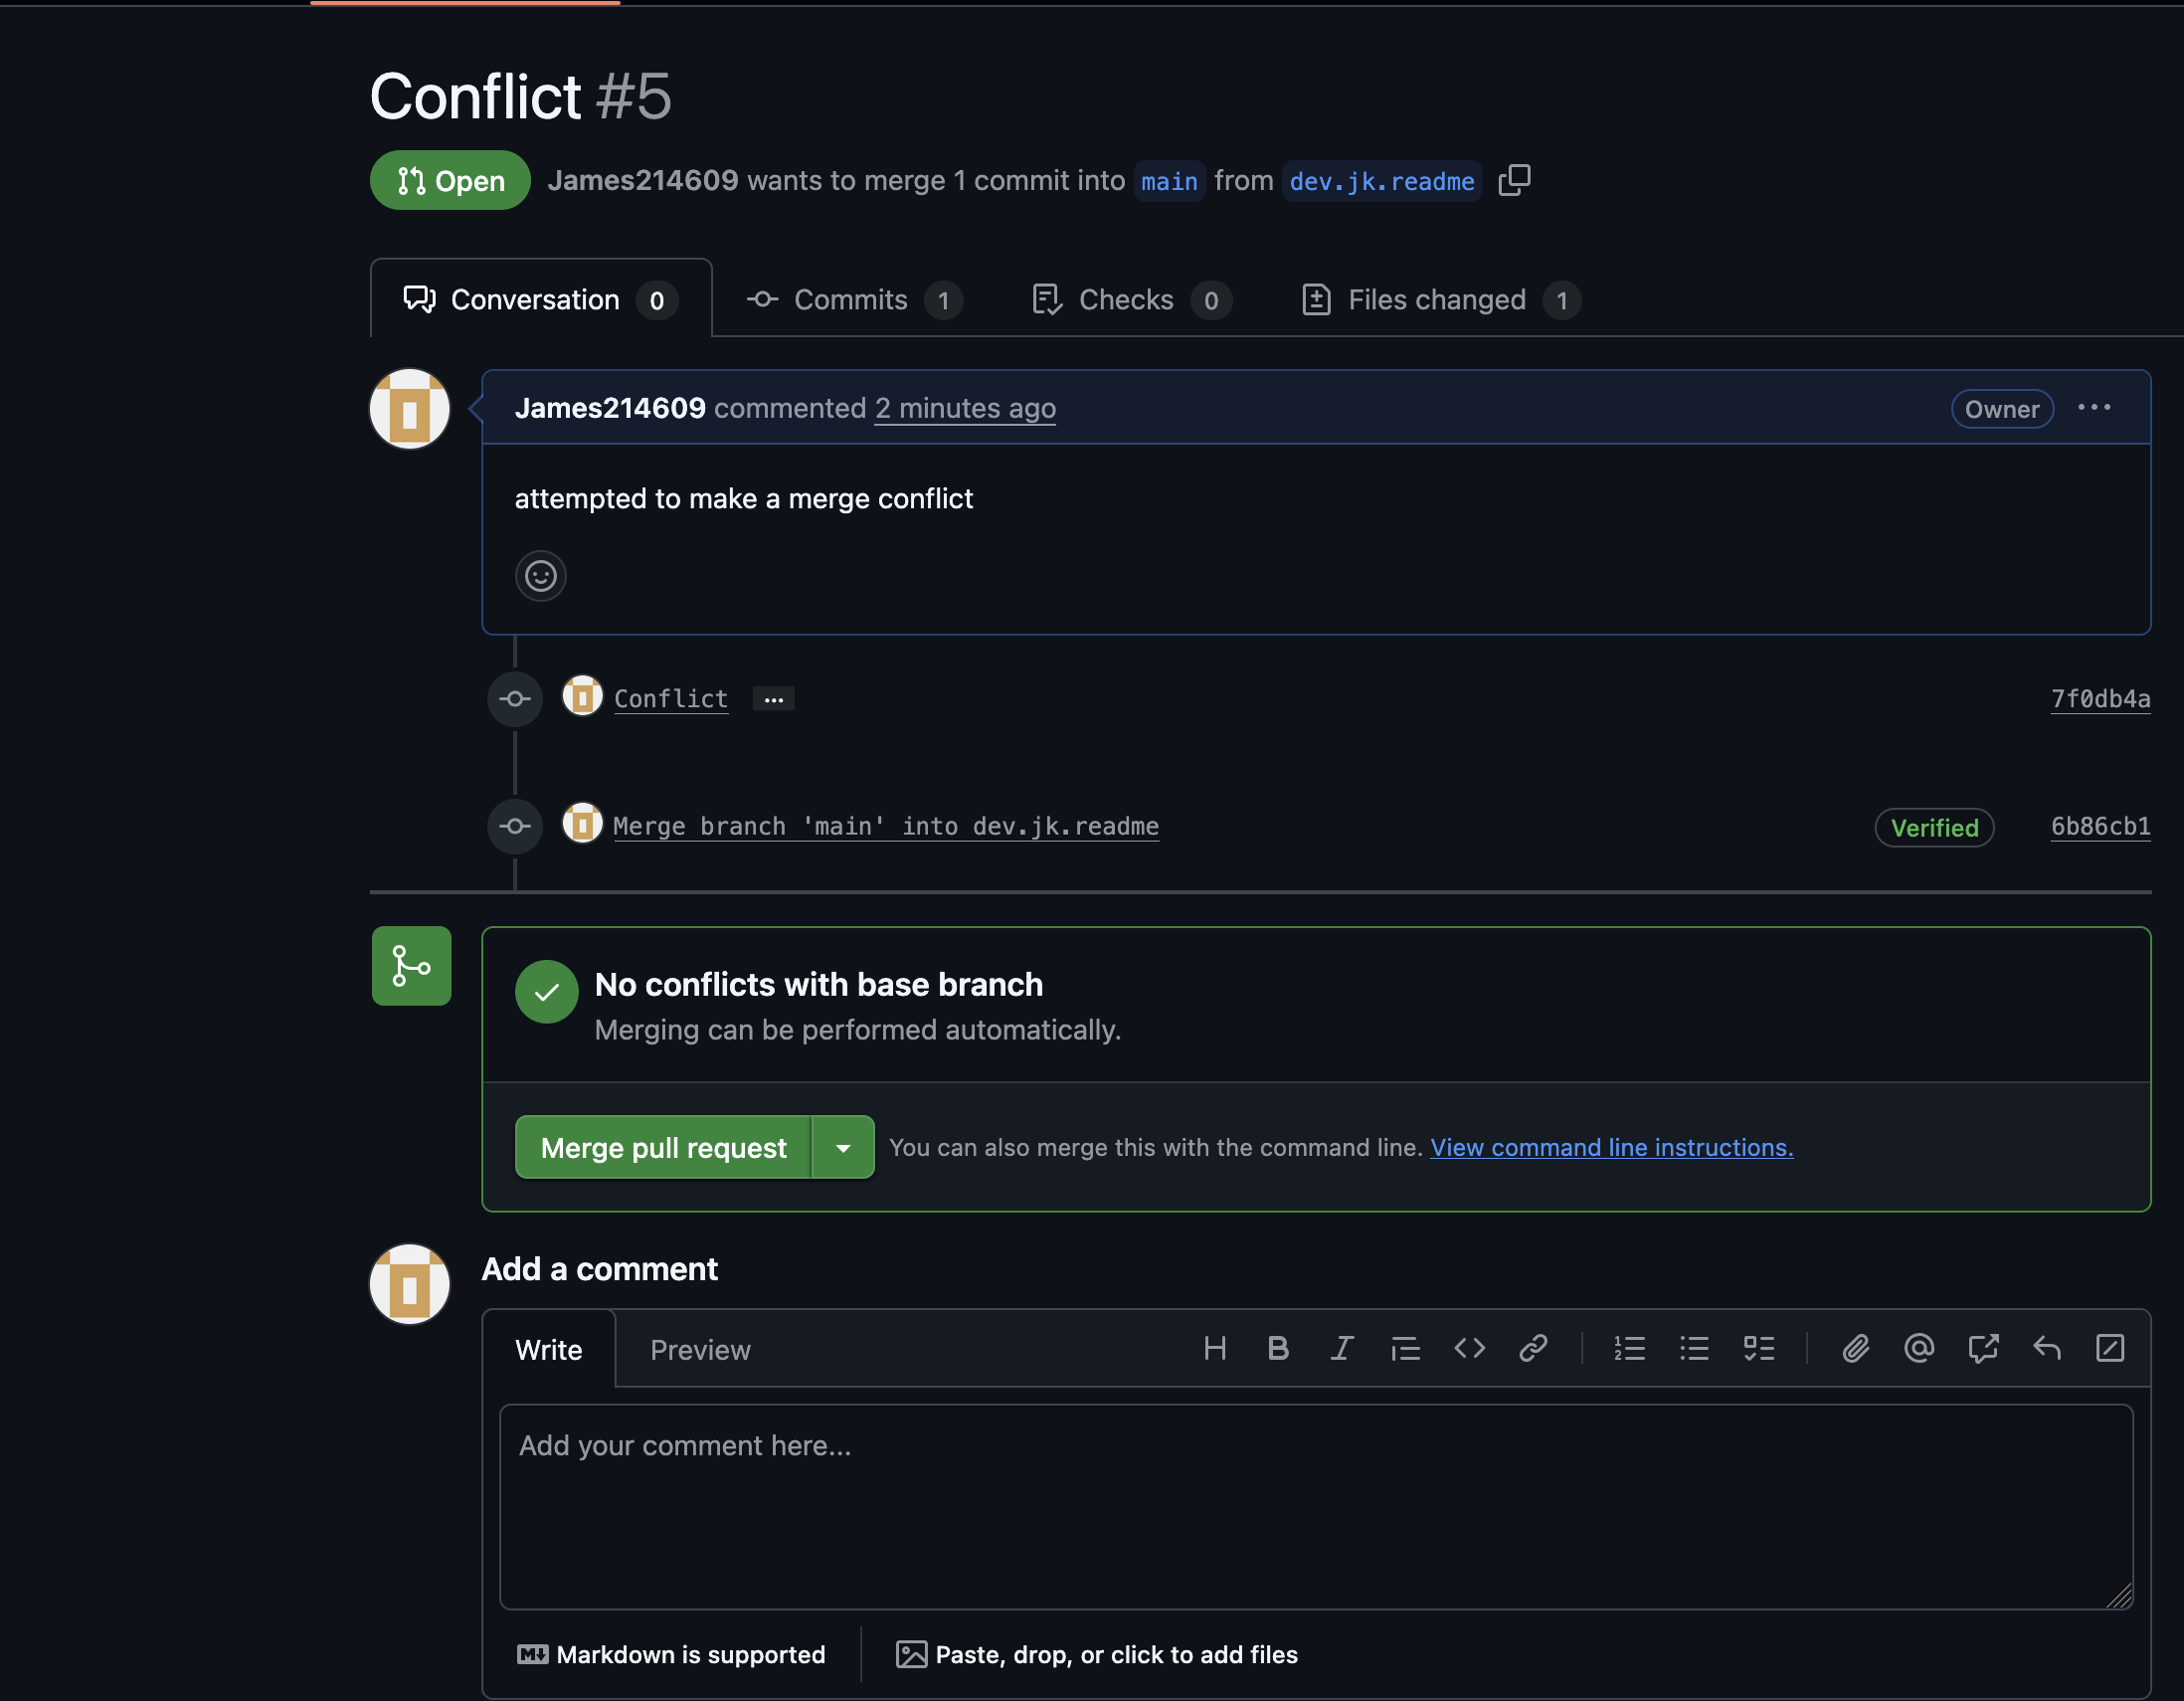 Conflict #5
Open James214609 wants to merge 1 commit into main from dev.jk.readme
Conversation 0 Commits 1 Checks 0 Files changed 1
James214609 commented 2 minutes ago Owner ...
attempted to make a merge conflict
Conflict ... 7f0db4a
Merge branch 'main' into dev.jk.readme Verified 6b86cb1
No conflicts with base branch
Merging can be performed automatically.
Merge pull request You can also merge this with the command line. View command line instructions.
Add a comment
Write Preview
Add your comment here...
Markdown is supported Paste, drop, or click to add files